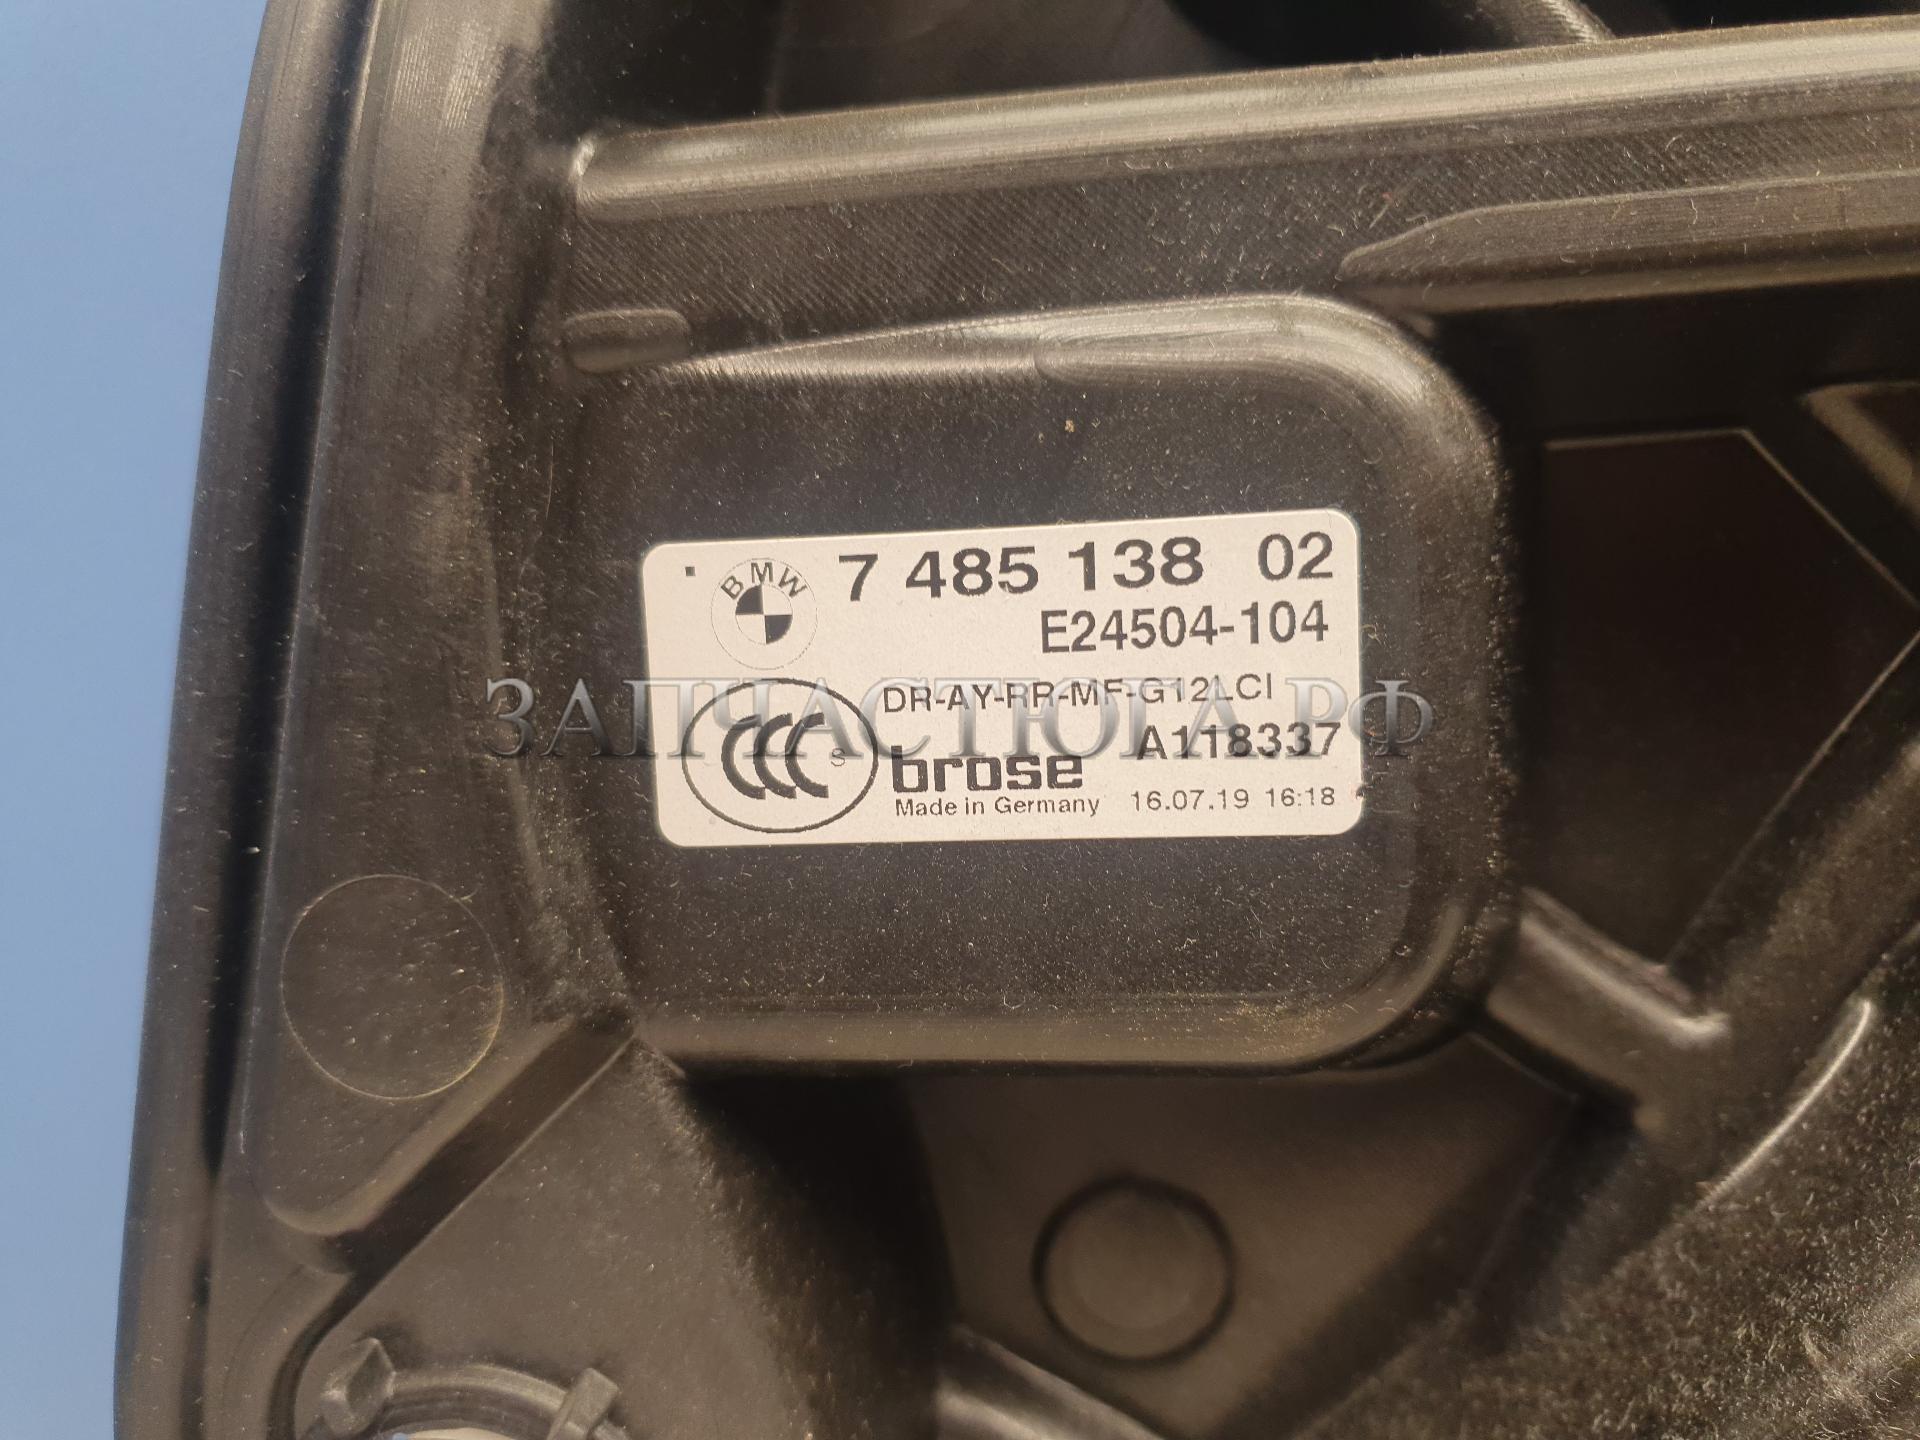 BMW
7 485 138 02
E24504-104
DR-AY-RR-MF-G12LCI
ЗАПЧАСТЮГА.РФ
A118337
CCC S
brose
Made in Germany 16.07.19 16:18